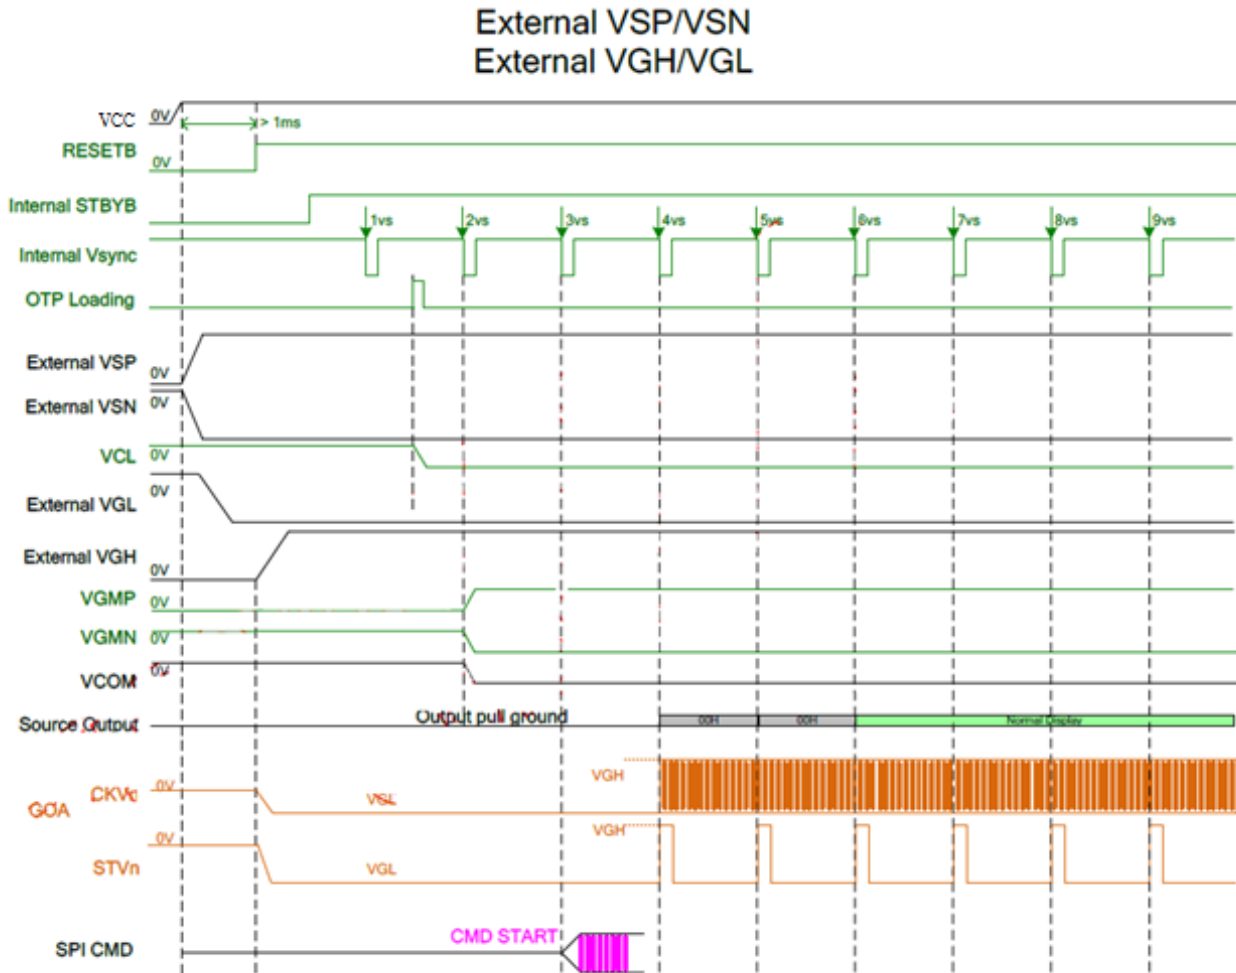 External VSP/VSN
External VGH/VGL
VCC 0V > 1ms
RESETB 0V
Internal STBYB
1vs 2vs 3vs 4vs 5vs 6vs 7vs 8vs 9vs
Internal Vsync
OTP Loading
External VSP 0V
External VSN 0V
VCL 0V
External VGL 0V
External VGH 0V
VGMP 0V
VGMN 0V
VCOM 0V
Source Output Output pull ground 00H 00H Normal Display
0V VGH
CKVc VGL
GOA
0V VGH
STVn VGL
CMD START
SPI CMD